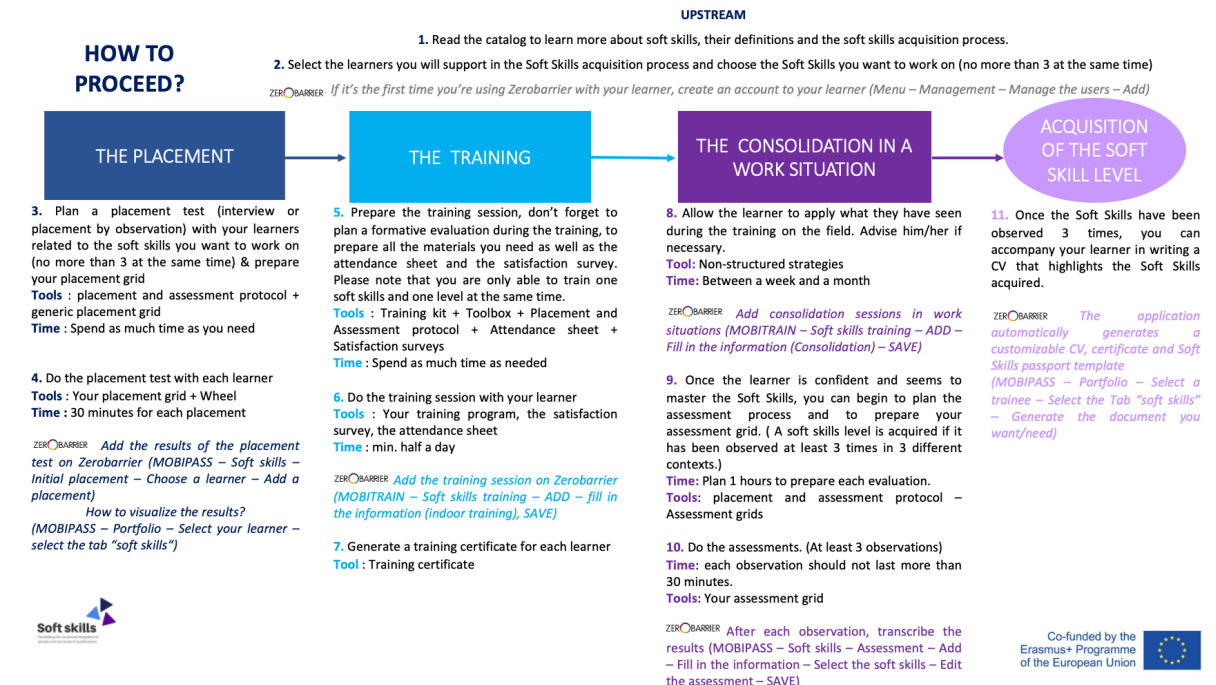 UPSTREAM
HOW TO
PROCEED?
1. Read the catalog to learn more about soft skills, their definitions and the soft skills acquisition process.
2. Select the learners you will support in the Soft Skills acquisition process and choose the Soft Skills you want to work on (no more than 3 at the same time)
ZEROBARRIER If it's the first time you're using Zerobarrier with your learner, create an account to your learner (Menu – Management – Manage the users – Add)
THE PLACEMENT
3. Plan a placement test (interview or
placement by observation) with your learners
related to the soft skills you want to work on
(no more than 3 at the same time) & prepare
your placement grid
Tools : placement and assessment protocol +
generic placement grid
Time : Spend as much time as you need
4. Do the placement test with each learner
Tools : Your placement grid + Wheel
Time : 30 minutes for each placement
ZEROBARRIER Add the results of the placement
test on Zerobarrier (MOBIPASS – Soft skills –
Initial placement – Choose a learner – Add a
placement)
How to visualize the results?
(MOBIPASS – Portfolio – Select your learner –
select the tab “soft skills“)
THE TRAINING
5. Prepare the training session, don't forget to
plan a formative evaluation during the training, to
prepare all the materials you need as well as the
attendance sheet and the satisfaction survey.
Please note that you are only able to train one
soft skills and one level at the same time.
Tools : Training kit + Toolbox + Placement and
Assessment protocol + Attendance sheet +
Satisfaction surveys
Time : Spend as much time as needed
6. Do the training session with your learner
Tools : Your training program, the satisfaction
survey, the attendance sheet
Time : min. half a day
ZEROBARRIER Add the training session on Zerobarrier
(MOBITRAIN – Soft skills training – ADD – fill in
the information (indoor training), SAVE)
7. Generate a training certificate for each learner
Tool : Training certificate
THE CONSOLIDATION IN A
WORK SITUATION
8. Allow the learner to apply what they have seen
during the training on the field. Advise him/her if
necessary.
Tool: Non-structured strategies
Time: Between a week and a month
ZEROBARRIER Add consolidation sessions in work
situations (MOBITRAIN – Soft skills training – ADD –
Fill in the information (Consolidation) – SAVE)
9. Once the learner is confident and seems to
master the Soft Skills, you can begin to plan the
assessment process and to prepare your
assessment grid. ( A soft skills level is acquired if it
has been observed at least 3 times in 3 different
contexts.)
Time: Plan 1 hours to prepare each evaluation.
Tools: placement and assessment protocol –
Assessment grids
10. Do the assessments. (At least 3 observations)
Time: each observation should not last more than
30 minutes.
Tools: Your assessment grid
ZEROBARRIER After each observation, transcribe the
results (MOBIPASS – Soft skills – Assessment – Add
– Fill in the information – Select the soft skills – Edit
the assessment – SAVE)
ACQUISITION
OF THE SOFT
SKILL LEVEL
11. Once the Soft Skills have been
observed 3 times, you can
accompany your learner in writing a
CV that highlights the Soft Skills
acquired.
ZEROBARRIER The application
automatically generates a
customizable CV, certificate and Soft
Skills passport template
(MOBIPASS – Portfolio – Select a
trainee – Select the Tab “soft skills”
– Generate the document you
want/need)
Soft skills
Co-funded by the
Erasmus+ Programme
of the European Union